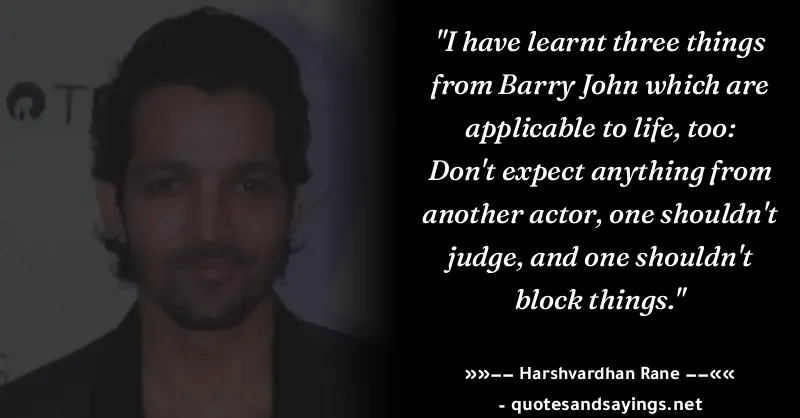 "I have learnt three things
from Barry John which are
applicable to life, too:
Don't expect anything from
another actor, one shouldn't
judge, and one shouldn't
block things."
»»−− Harshvardhan Rane −−««
- quotesandsayings.net